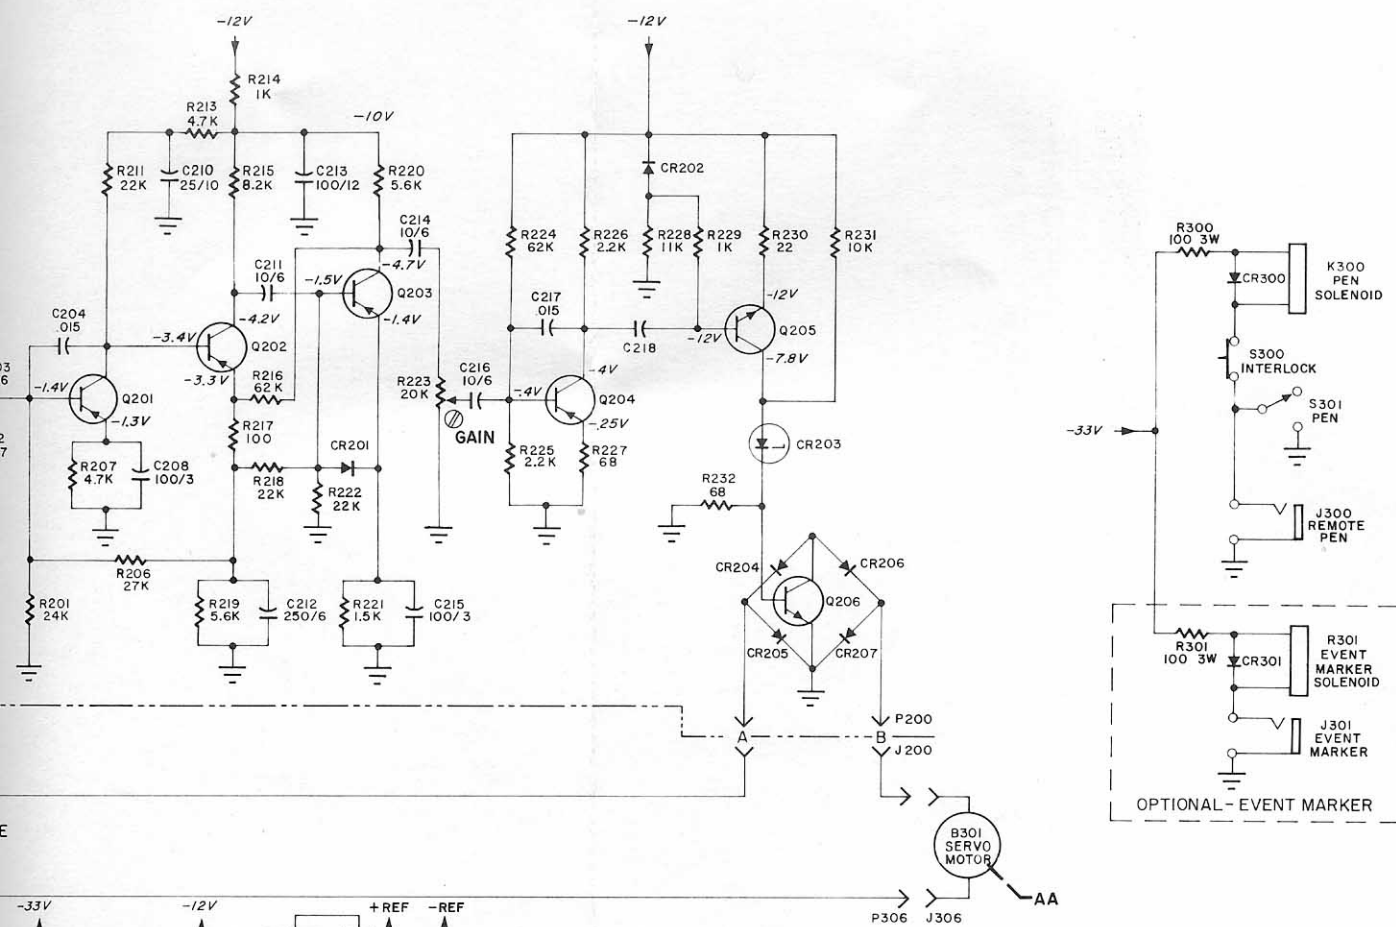 -12V
-12V
R214
1K
R213
4.7K
-10V
R211
22K
C210
25/10
R215
8.2K
C213
100/12
R220
5.6K
CR202
C214
10/6
R224
62K
R226
2.2K
R228
11K
R229
1K
R230
22
R231
10K
R300
100 3W
CR300
K300
PEN
SOLENOID
C211
10/6
-1.5V
-4.7V
Q203
-1.4V
C217
.015
C218
-12V
-12V
Q205
-7.8V
C204
.015
-3.4V
-4.2V
Q202
-3.3V
S300
INTERLOCK
S301
PEN
03
6
-1.4V
Q201
-1.3V
R216
62K
R223
20K
GAIN
C216
10/6
-.4V
-4V
Q204
-.25V
-33V
2
7
R217
100
CR201
R225
2.2K
R227
68
CR203
R207
4.7K
C208
100/3
R218
22K
R222
22K
R232
68
J300
REMOTE
PEN
R206
27K
CR204
CR206
Q206
R201
24K
R219
5.6K
C212
250/6
R221
1.5K
C215
100/3
CR205
CR207
R301
100 3W
CR301
R301
EVENT
MARKER
SOLENOID
P200
A
B
J200
J301
EVENT
MARKER
OPTIONAL-EVENT MARKER
E
B301
SERVO
MOTOR
AA
-33V
-12V
+REF
-REF
P306
J306